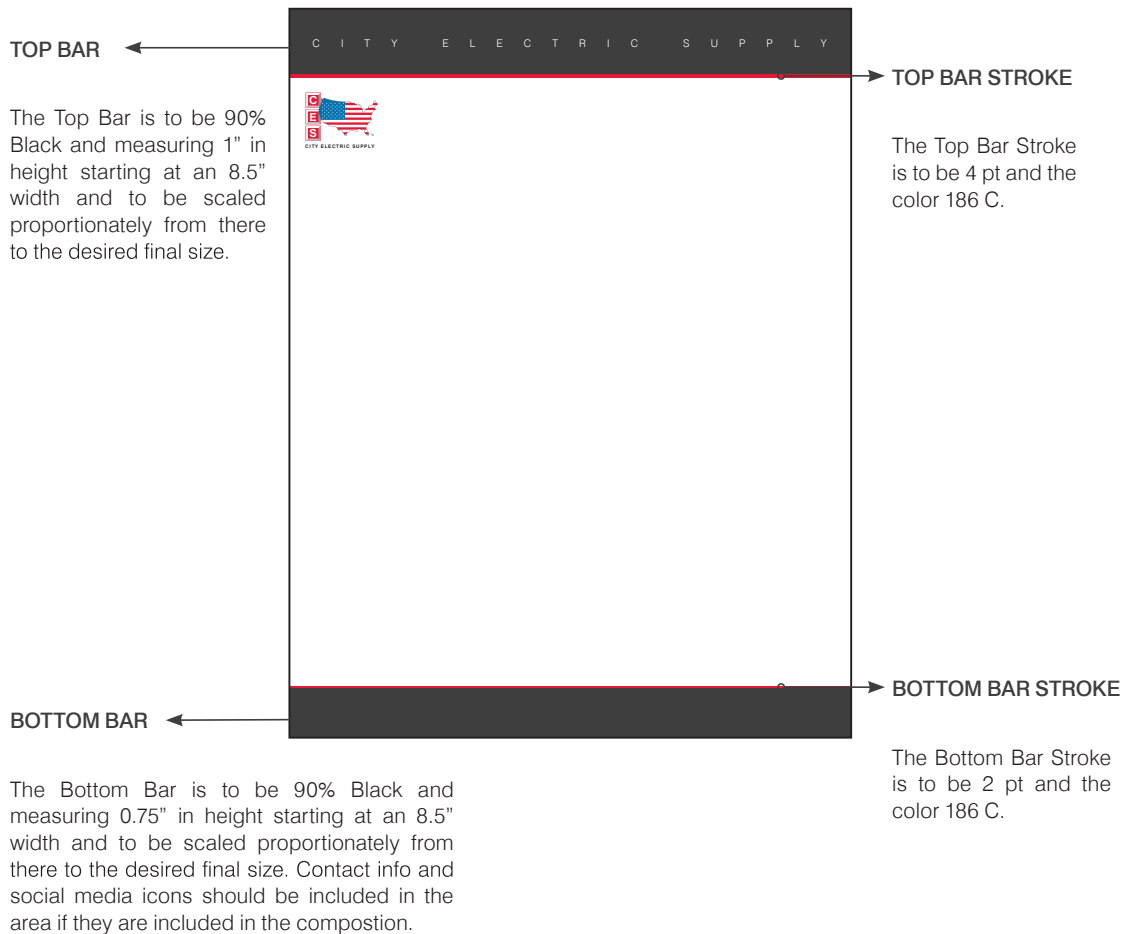 CITY ELECTRIC SUPPLY
TOP BAR
The Top Bar is to be 90%
Black and measuring 1” in
height starting at an 8.5”
width and to be scaled
proportionately from there
to the desired final size.
TOP BAR STROKE
The Top Bar Stroke
is to be 4 pt and the
color 186 C.
C
E
S
CITY ELECTRIC SUPPLY
BOTTOM BAR STROKE
The Bottom Bar Stroke
is to be 2 pt and the
color 186 C.
BOTTOM BAR
The Bottom Bar is to be 90% Black and
measuring 0.75” in height starting at an 8.5”
width and to be scaled proportionately from
there to the desired final size. Contact info and
social media icons should be included in the
area if they are included in the compostion.